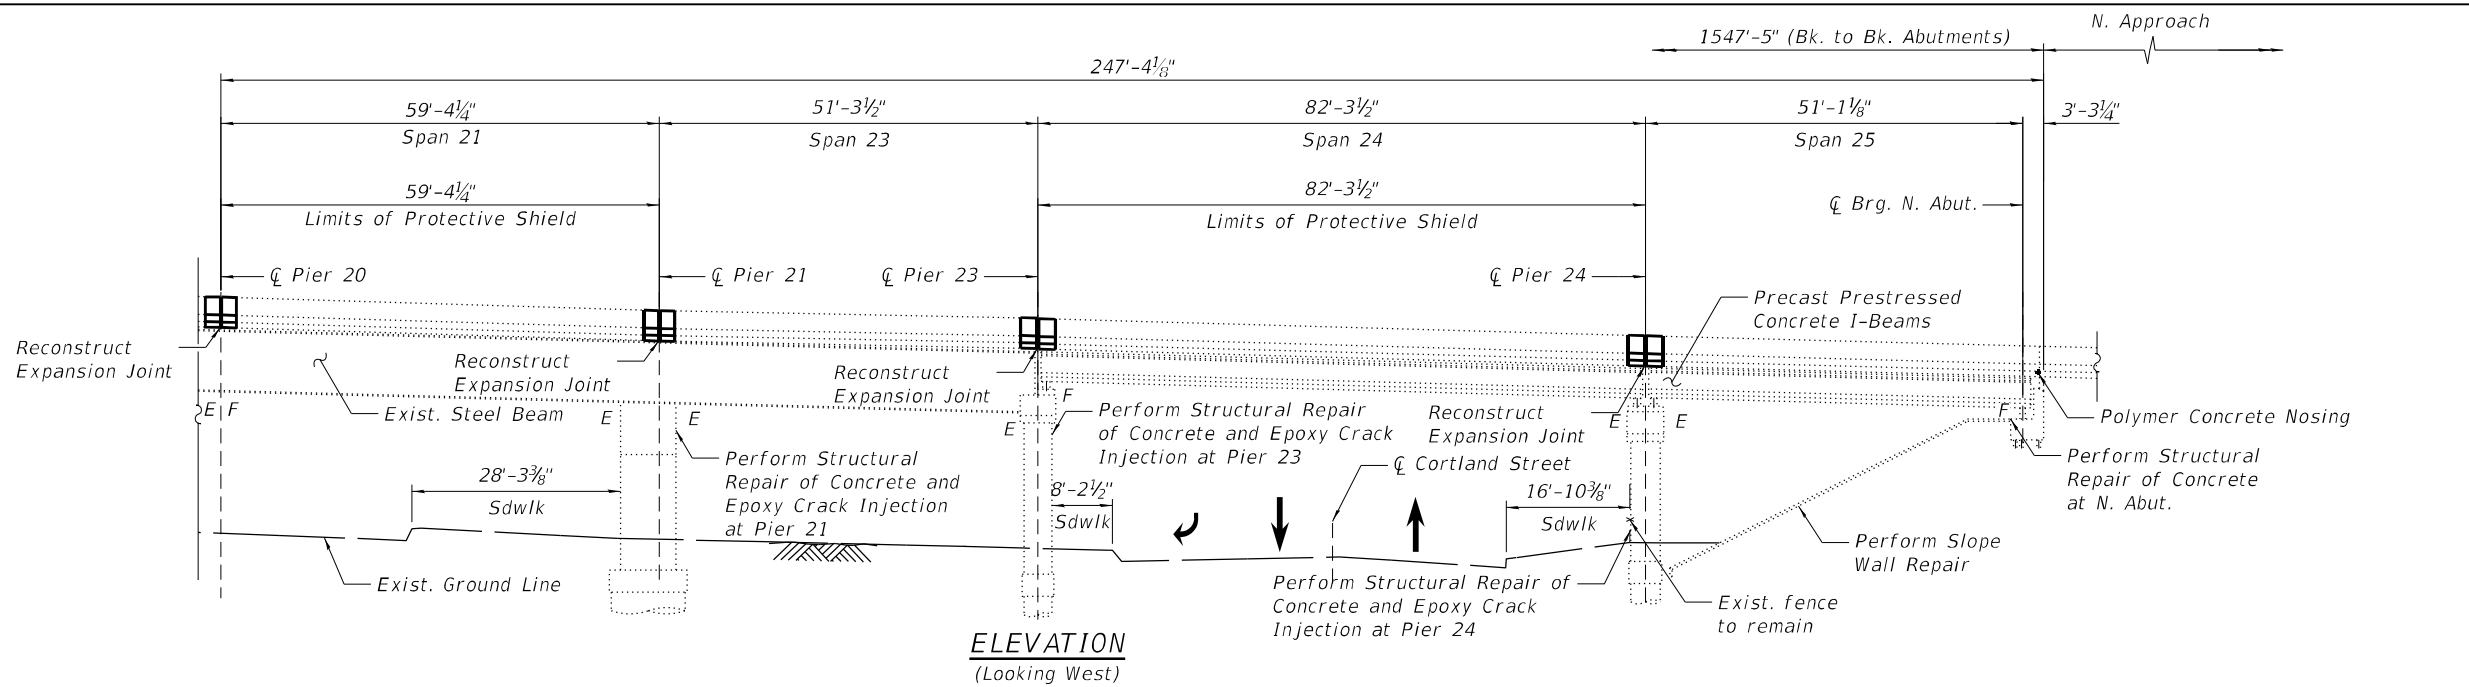 N. Approach
1547'-5" (Bk. to Bk. Abutments)
247'-4⅛"
59'-4¼"
51'-3½"
82'-3½"
51'-1⅛"
3'-3¼"
Span 21
Span 23
Span 24
Span 25
59'-4¼"
82'-3½"
Limits of Protective Shield
Limits of Protective Shield
℄ Brg. N. Abut.
℄ Pier 20
℄ Pier 21
℄ Pier 23
℄ Pier 24
Precast Prestressed
Concrete I-Beams
Reconstruct
Expansion Joint
Reconstruct
Expansion Joint
Reconstruct
Expansion Joint
Reconstruct
Expansion Joint
E F
Exist. Steel Beam
E
E
E
F
E
E
F
Perform Structural Repair
of Concrete and Epoxy Crack
Injection at Pier 23
Polymer Concrete Nosing
Perform Structural
Repair of Concrete and
Epoxy Crack Injection
at Pier 21
℄ Cortland Street
Perform Structural
Repair of Concrete
at N. Abut.
28'-3⅜"
Sdwlk
8'-2½"
Sdwlk
16'-10⅜"
Sdwlk
Perform Slope
Wall Repair
Exist. Ground Line
Perform Structural Repair of
Concrete and Epoxy Crack
Injection at Pier 24
Exist. fence
to remain
ELEVATION
(Looking West)